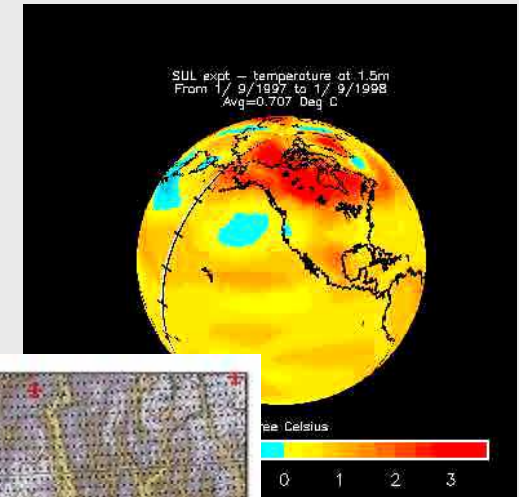 SUL expt – temperature at 1.5m
From 1/ 9/1997 to 1/ 9/1998
Avg=0.707 Deg C
Celsius
0 1 2 3